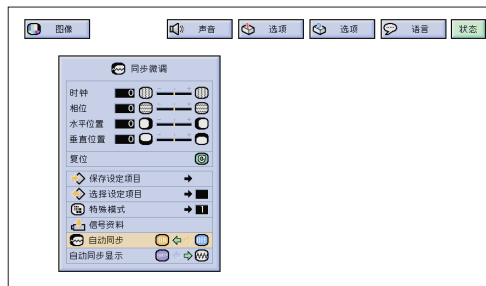 图像 声音 选项 选项 语言 状态
同步微调
时钟 0
相位 0
水平位置 0
垂直位置 0
复位
保存设定项目
选择设定项目
特殊模式 1
信号资料
自动同步
自动同步显示